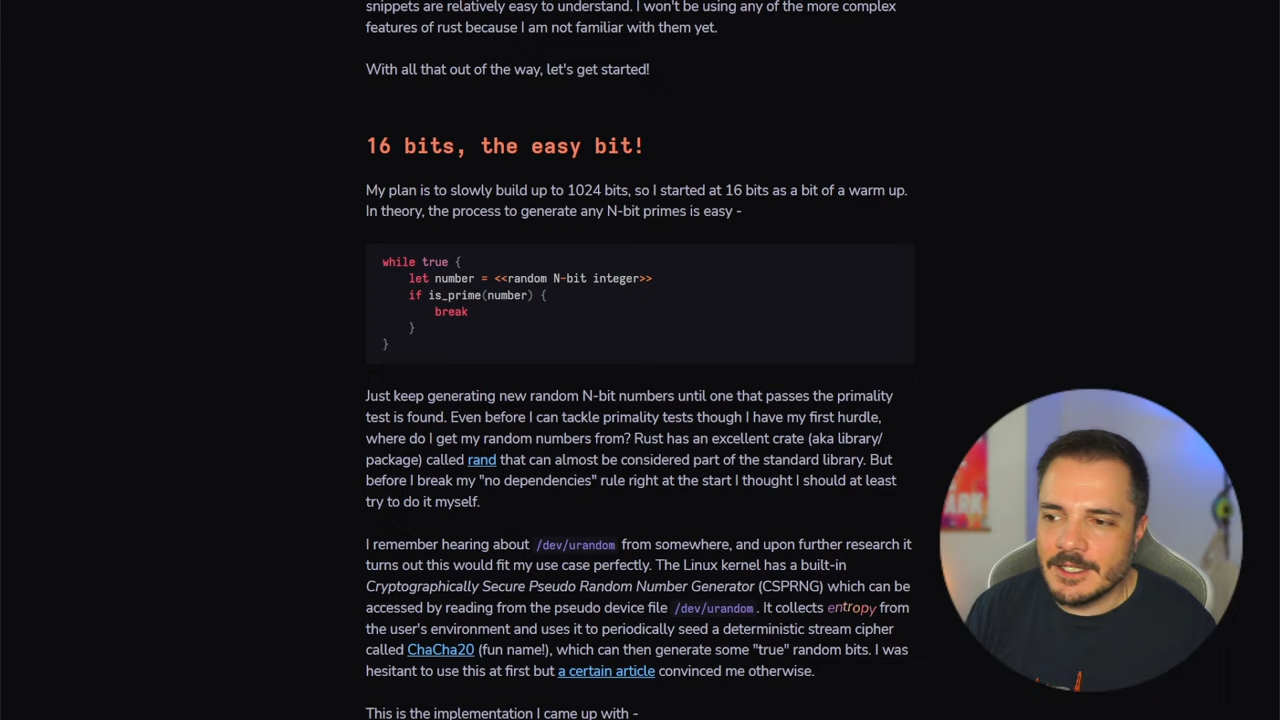 snippets are relatively easy to understand. I won't be using any of the more complex
features of rust because I am not familiar with them yet.
With all that out of the way, let's get started!
16 bits, the easy bit!
My plan is to slowly build up to 1024 bits, so I started at 16 bits as a bit of a warm up.
In theory, the process to generate any N-bit primes is easy -
while true {
let number = <<random N-bit integer>>
if is_prime(number) {
break
}
}
Just keep generating new random N-bit numbers until one that passes the primality
test is found. Even before I can tackle primality tests though I have my first hurdle,
where do I get my random numbers from? Rust has an excellent crate (aka library/
package) called rand that can almost be considered part of the standard library. But
before I break my "no dependencies" rule right at the start I thought I should at least
try to do it myself.
I remember hearing about /dev/urandom from somewhere, and upon further research it
turns out this would fit my use case perfectly. The Linux kernel has a built-in
Cryptographically Secure Pseudo Random Number Generator (CSPRNG) which can be
accessed by reading from the pseudo device file /dev/urandom. It collects entropy from
the user's environment and uses it to periodically seed a deterministic stream cipher
called ChaCha20 (fun name!), which can then generate some "true" random bits. I was
hesitant to use this at first but a certain article convinced me otherwise.
This is the implementation I came up with -